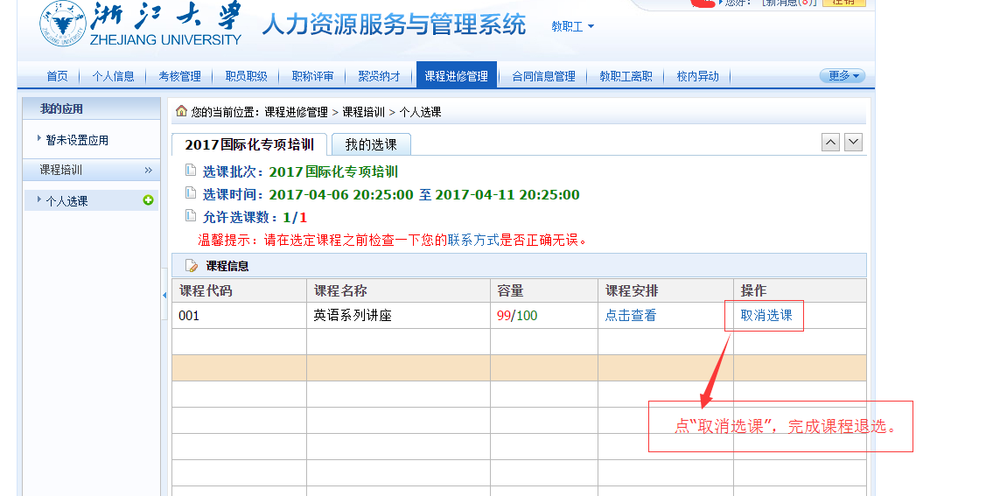 您好： [新消息(8)] 注销
浙江大学
ZHEJIANG UNIVERSITY
人力资源服务与管理系统
教职工
首页 个人信息 考核管理 职员职级 职称评审 聚贤纳才 课程进修管理 合同信息管理 教职工离职 校内异动 更多
我的应用
暂未设置应用
课程培训 »
个人选课
您的当前位置：课程进修管理 > 课程培训 > 个人选课
2017国际化专项培训 我的选课
选课批次：2017国际化专项培训
选课时间：2017-04-06 20:25:00 至 2017-04-11 20:25:00
允许选课数：1/1
温馨提示：请在选定课程之前检查一下您的联系方式是否正确无误。
课程信息
课程代码 课程名称 容量 课程安排 操作
001 英语系列讲座 99/100 点击查看 取消选课
点“取消选课”，完成课程退选。